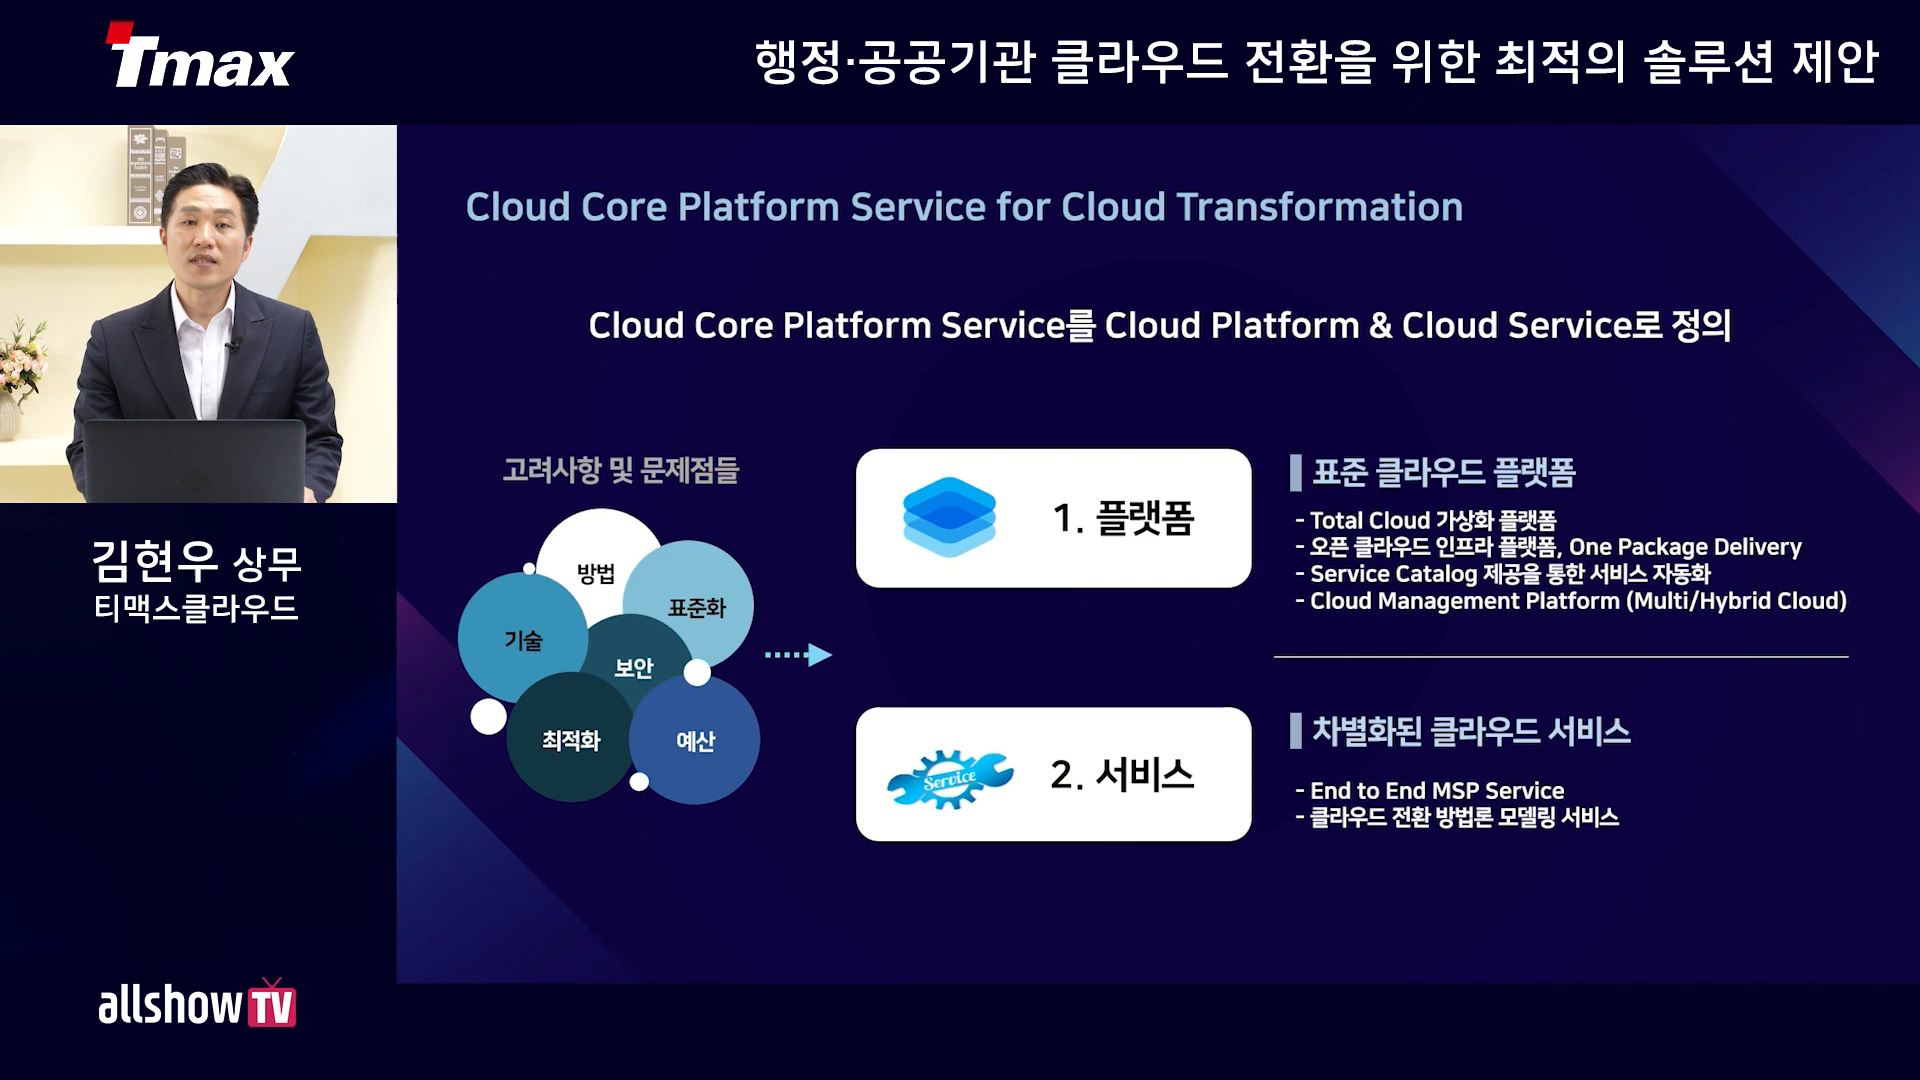 Tmax
행정·공공기관 클라우드 전환을 위한 최적의 솔루션 제안
Cloud Core Platform Service for Cloud Transformation
Cloud Core Platform Service를 Cloud Platform & Cloud Service로 정의
고려사항 및 문제점들
방법
표준화
기술
보안
최적화
예산
1. 플랫폼
표준 클라우드 플랫폼
- Total Cloud 가상화 플랫폼
- 오픈 클라우드 인프라 플랫폼, One Package Delivery
- Service Catalog 제공을 통한 서비스 자동화
- Cloud Management Platform (Multi/Hybrid Cloud)
Service
2. 서비스
차별화된 클라우드 서비스
- End to End MSP Service
- 클라우드 전환 방법론 모델링 서비스
김현우 상무
티맥스클라우드
allshow TV